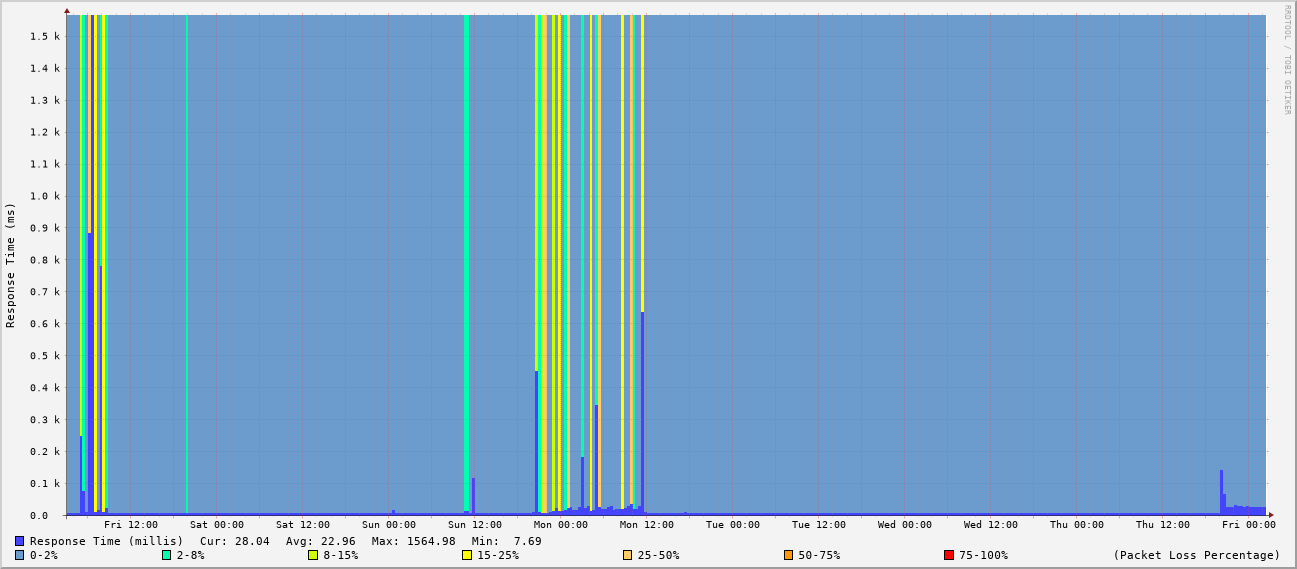 RRDTOOL / TOBI OETIKER
Response Time (ms)
1.5 k
1.4 k
1.3 k
1.2 k
1.1 k
1.0 k
0.9 k
0.8 k
0.7 k
0.6 k
0.5 k
0.4 k
0.3 k
0.2 k
0.1 k
0.0
Fri 12:00 Sat 00:00 Sat 12:00 Sun 00:00 Sun 12:00 Mon 00:00 Mon 12:00 Tue 00:00 Tue 12:00 Wed 00:00 Wed 12:00 Thu 00:00 Thu 12:00 Fri 00:00
Response Time (millis) Cur: 28.04 Avg: 22.96 Max: 1564.98 Min: 7.69
0-2% 2-8% 8-15% 15-25% 25-50% 50-75% 75-100% (Packet Loss Percentage)